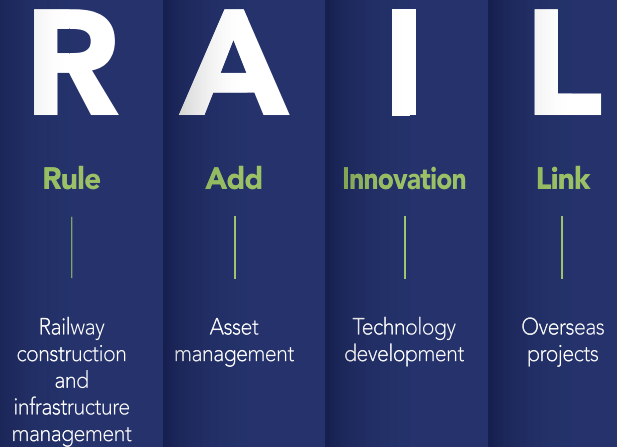 R A I L
Rule Add Innovation Link
Railway
construction
and
infrastructure
management
Asset
management
Technology
development
Overseas
projects